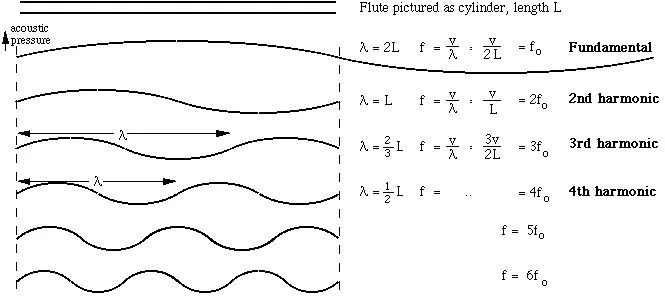 Flute pictured as cylinder, length L
acoustic
pressure
λ = 2L f = v/λ = v/2L = fo Fundamental
λ = L f = v/λ = v/L = 2fo 2nd harmonic
λ
λ = 2/3 L f = v/λ = 3v/2L = 3fo 3rd harmonic
λ
λ = 1/2 L f = .. = 4fo 4th harmonic
f = 5fo
f = 6fo